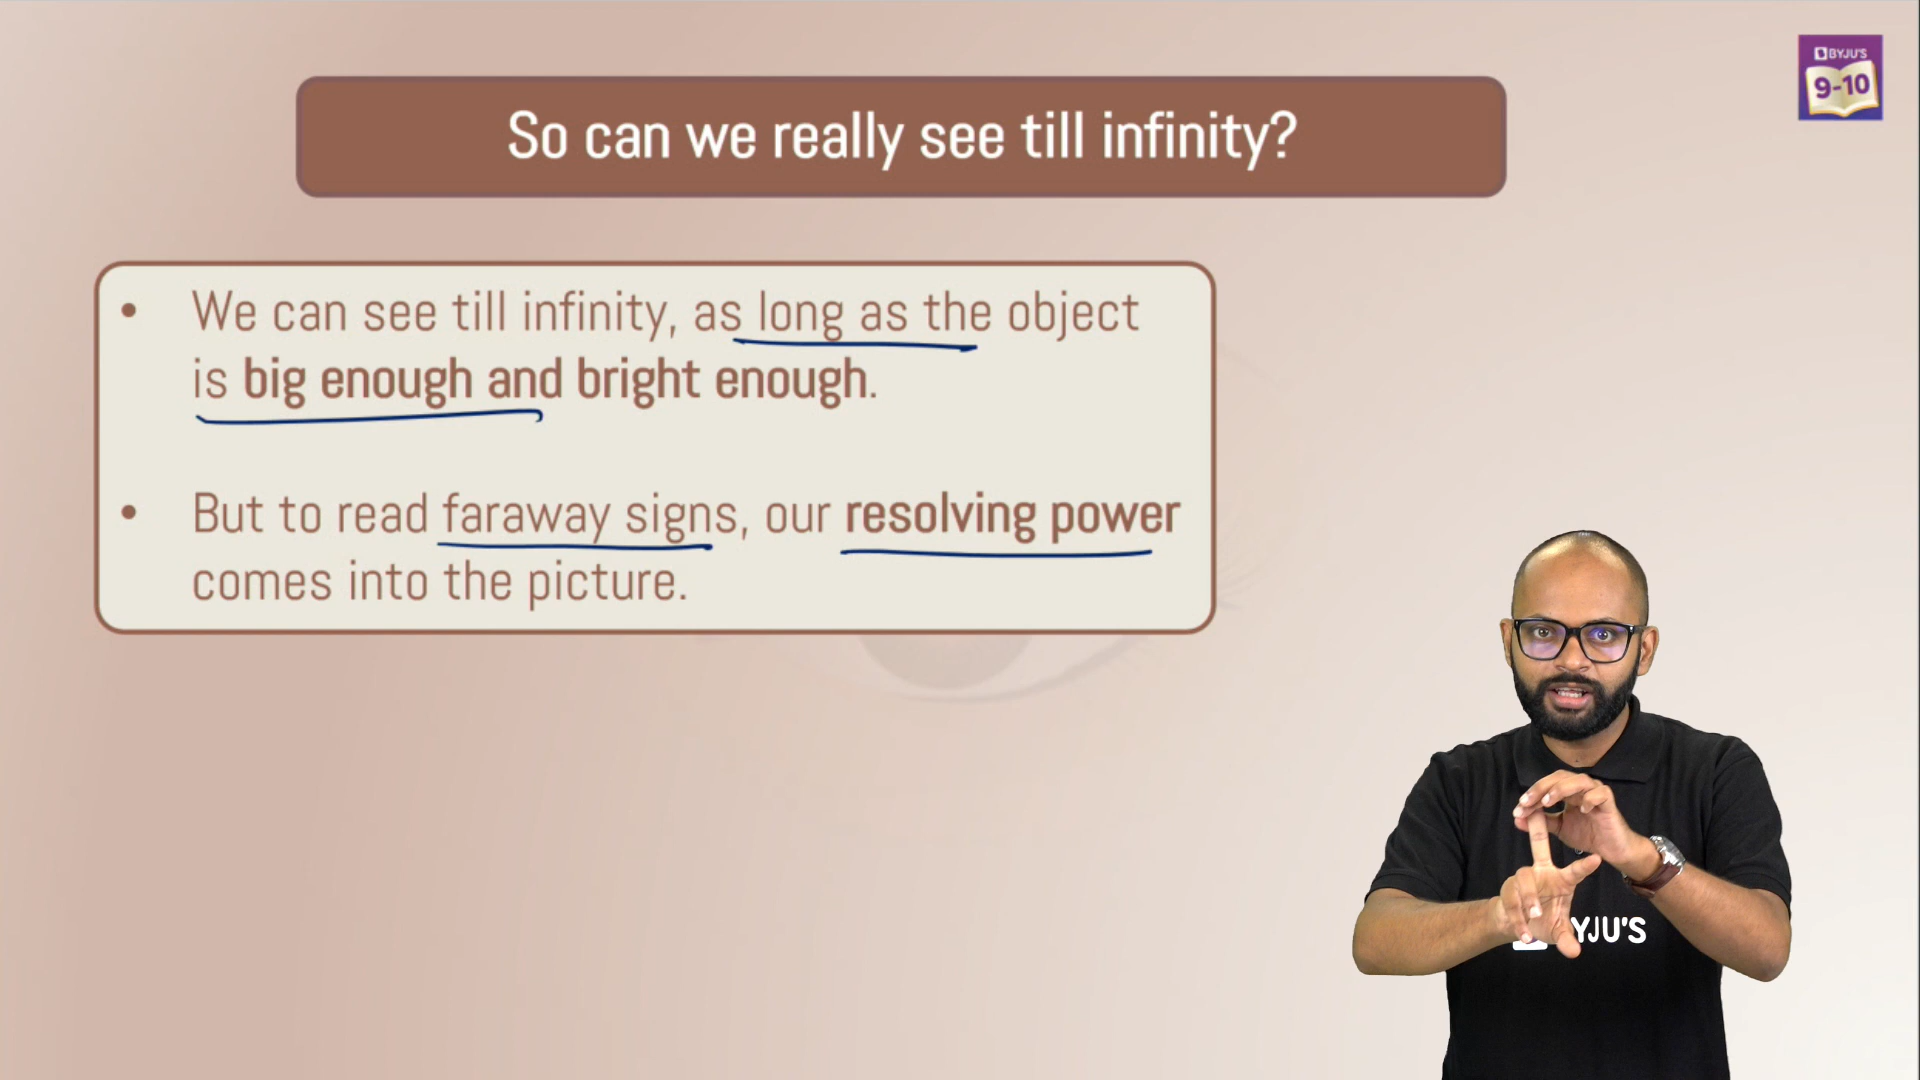 BYJU'S
9-10
So can we really see till infinity?
• We can see till infinity, as long as the object
is big enough and bright enough.
• But to read faraway signs, our resolving power
comes into the picture.
YJU'S